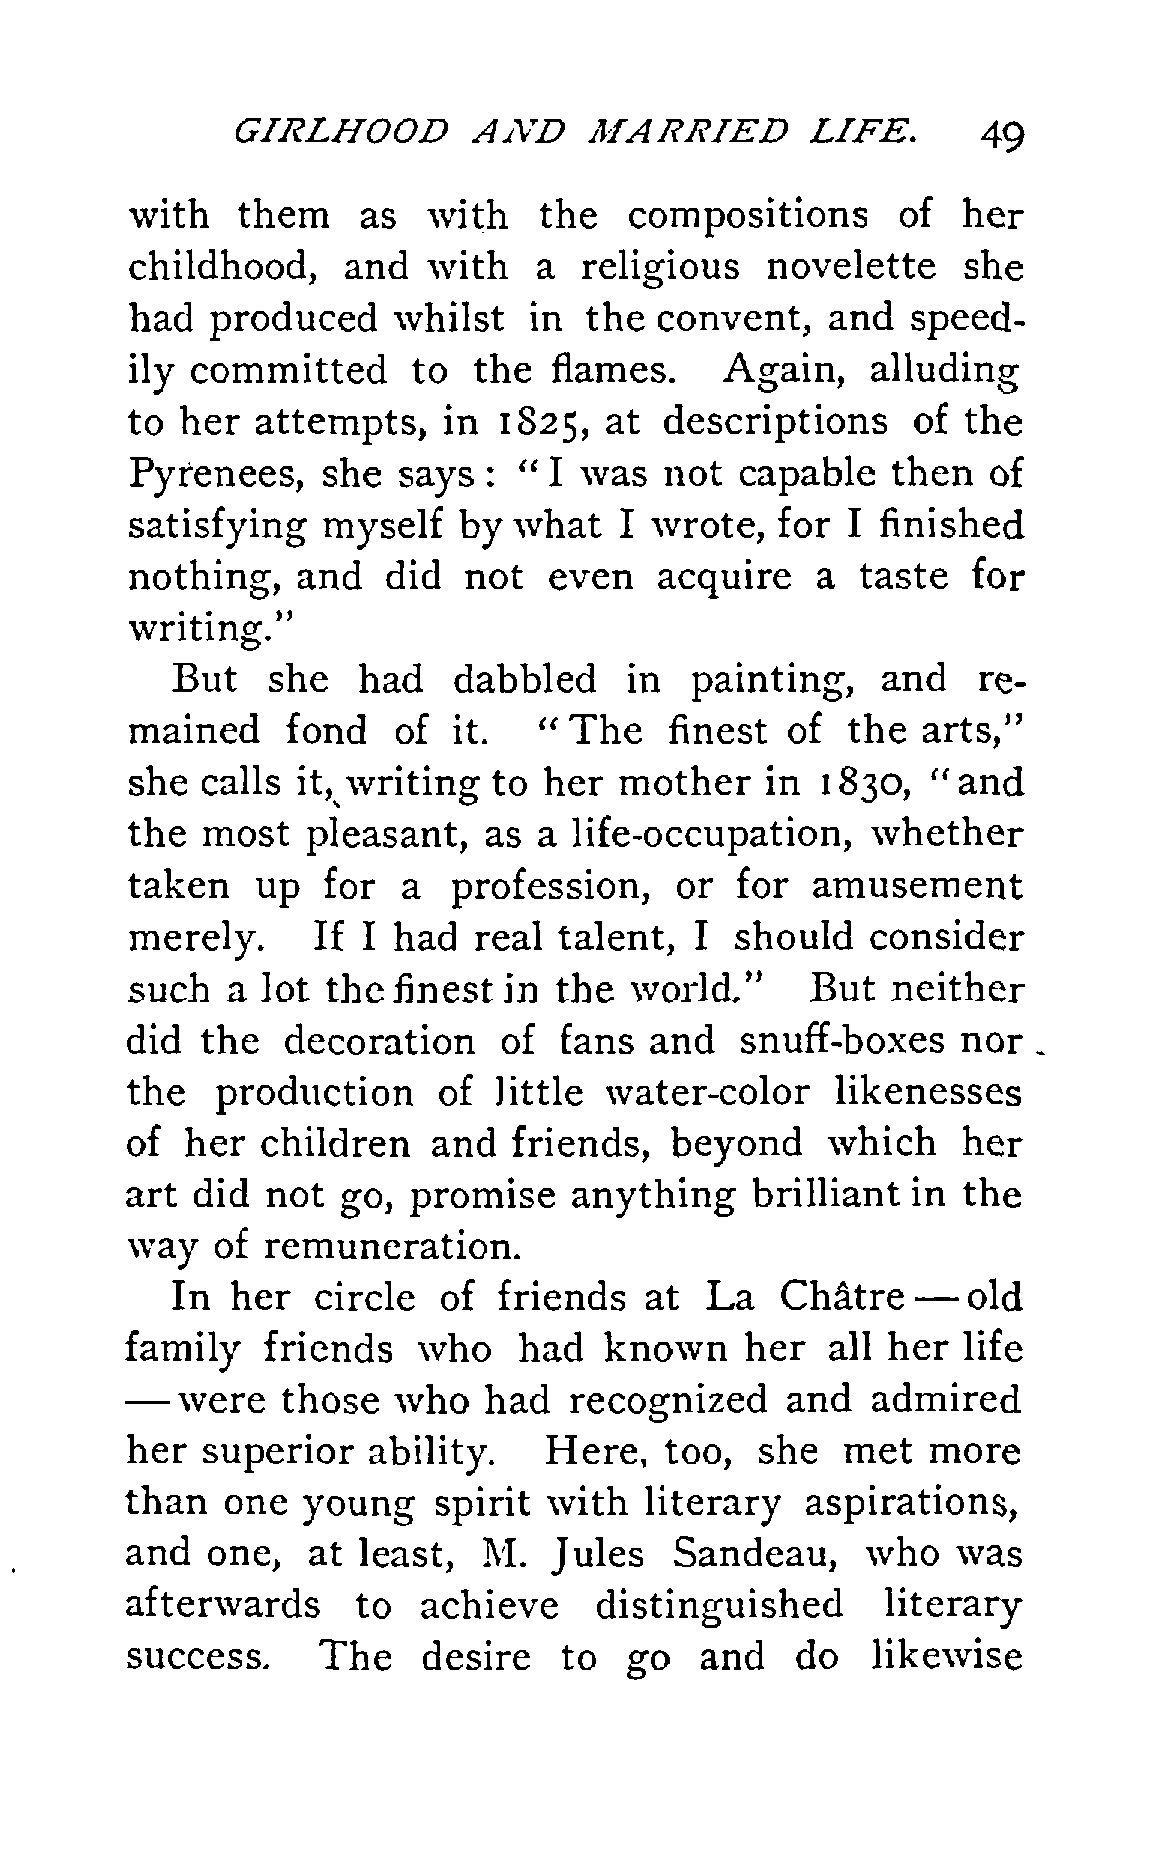 GIRLHOOD AND MARRIED LIFE. 49
with them as with the compositions of her
childhood, and with a religious novelette she
had produced whilst in the convent, and speed-
ily committed to the flames. Again, alluding
to her attempts, in 1825, at descriptions of the
Pyrenees, she says: "I was not capable then of
satisfying myself by what I wrote, for I finished
nothing, and did not even acquire a taste for
writing."
But she had dabbled in painting, and re-
mained fond of it. "The finest of the arts,"
she calls it, writing to her mother in 1830, "and
the most pleasant, as a life-occupation, whether
taken up for a profession, or for amusement
merely. If I had real talent, I should consider
such a lot the finest in the world." But neither
did the decoration of fans and snuff-boxes nor
the production of little water-color likenesses
of her children and friends, beyond which her
art did not go, promise anything brilliant in the
way of remuneration.
In her circle of friends at La Châtre — old
family friends who had known her all her life
— were those who had recognized and admired
her superior ability. Here, too, she met more
than one young spirit with literary aspirations,
and one, at least, M. Jules Sandeau, who was
afterwards to achieve distinguished literary
success. The desire to go and do likewise